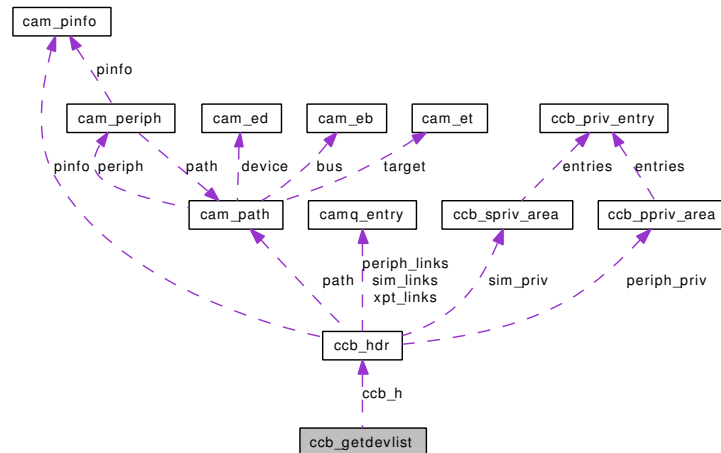 cam_pinfo
pinfo
cam_periph
cam_ed
cam_eb
cam_et
ccb_priv_entry
pinfo
periph
path
device
bus
target
entries
entries
cam_path
camq_entry
ccb_spriv_area
ccb_ppriv_area
path
periph_links
sim_links
xpt_links
sim_priv
periph_priv
ccb_hdr
ccb_h
ccb_getdevlist